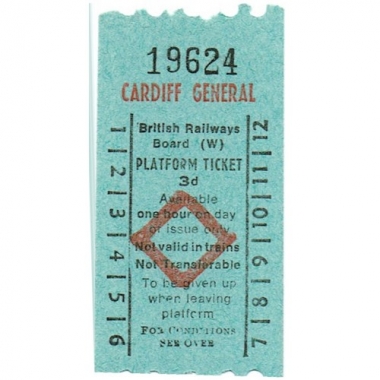 19624
CARDIFF GENERAL
British Railways
Board (W)
PLATFORM TICKET
3d
Available
one hour on day
of issue only
Not valid in trains
Not Transferable
To be given up
when leaving
platform
FOR CONDITIONS
SEE OVER
1 2 3 4 5 6
7 8 9 10 11 12